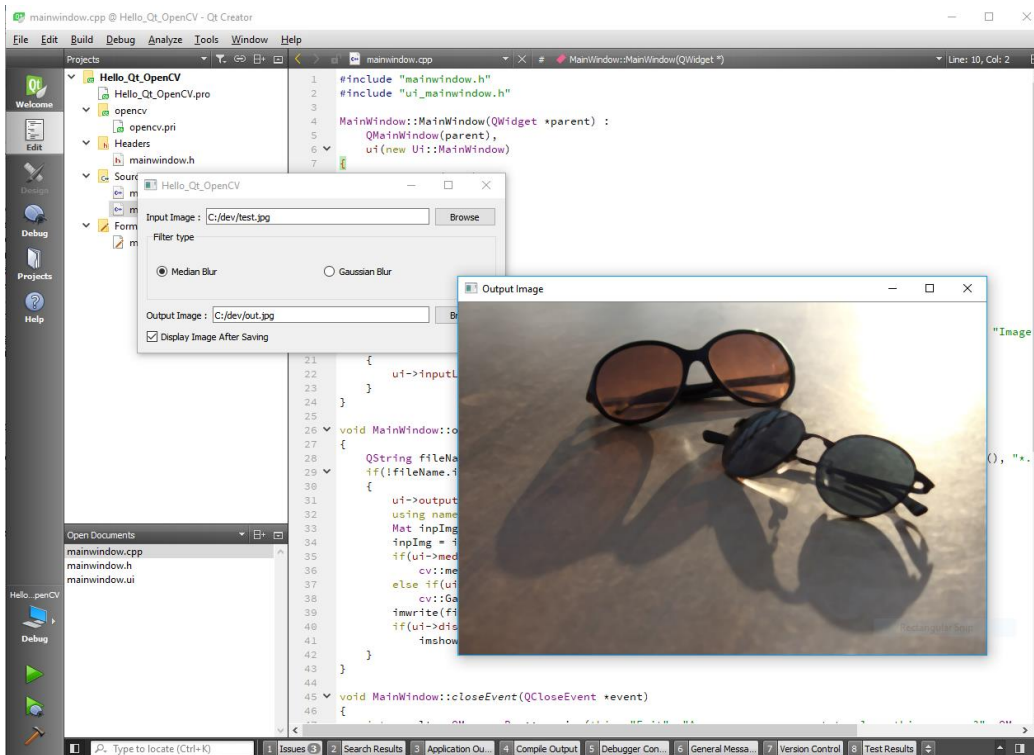 mainwindow.cpp @ Hello_Qt_OpenCV - Qt Creator
File Edit Build Debug Analyze Tools Window Help
Projects
mainwindow.cpp
# MainWindow::MainWindow(QWidget *parent)
Line: 10, Col: 2
Welcome
Edit
Design
Debug
Projects
Help
Hello_Qt_OpenCV
Hello_Qt_OpenCV.pro
opencv
opencv.pri
Headers
mainwindow.h
1 #include "mainwindow.h"
2 #include "ui_mainwindow.h"
3
4 MainWindow::MainWindow(QWidget *parent) :
5 QMainWindow(parent),
6 ui(new Ui::MainWindow)
7 {
Hello_Qt_OpenCV
Input Image : C:/dev/test.jpg Browse
Filter type
Median Blur Gaussian Blur
Output Image : C:/dev/out.jpg
Display Image After Saving
Output Image
"Image
21 {
22 ui->inputL
23 }
24 }
25
26 void MainWindow::o
27 {
28 QString fileNa
(), "*.
29 if(!fileName.i
30 {
31 ui->output
32 using name
33 Mat inpImg
34 inpImg = i
35 if(ui->med
36 cv::me
37 else if(ui
38 cv::Ga
39 imwrite(fi
40 if(ui->dis
41 imshow
42 }
43 }
44
45 void MainWindow::closeEvent(QCloseEvent *event)
46 {
Rectangular Snip
Open Documents
mainwindow.cpp
mainwindow.h
mainwindow.ui
Hello...penCV
Debug
Type to locate (Ctrl+K)
1 Issues 3 2 Search Results 3 Application Ou... 4 Compile Output 5 Debugger Con... 6 General Messa... 7 Version Control 8 Test Results